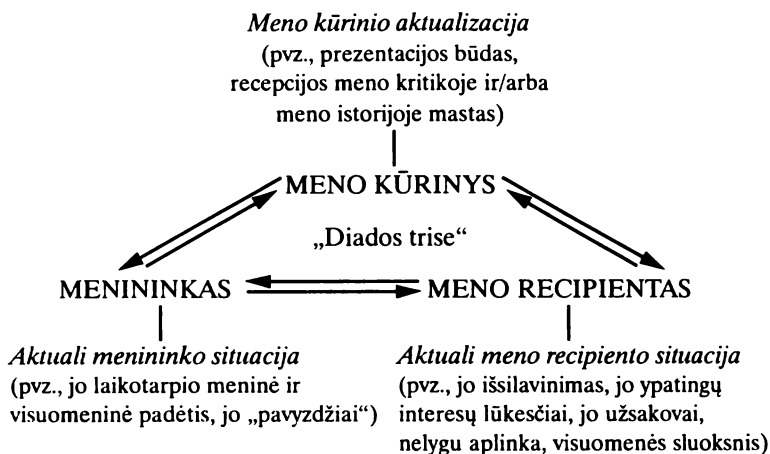 Meno kūrinio aktualizacija
(pvz., prezentacijos būdas,
recepcijos meno kritikoje ir/arba
meno istorijoje mastas)
MENO KŪRINYS
„Diados trise“
MENININKAS
MENO RECIPIENTAS
Aktuali menininko situacija
(pvz., jo laikotarpio meninė ir
visuomeninė padėtis, jo „pavyzdžiai“)
Aktuali meno recipiento situacija
(pvz., jo išsilavinimas, jo ypatingų
interesų lūkesčiai, jo užsakovai,
nelygu aplinka, visuomenės sluoksnis)